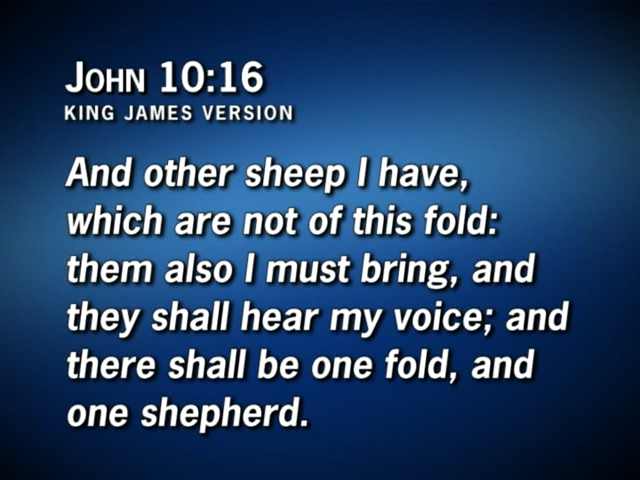 John 10:16
KING JAMES VERSION
And other sheep I have,
which are not of this fold:
them also I must bring, and
they shall hear my voice; and
there shall be one fold, and
one shepherd.